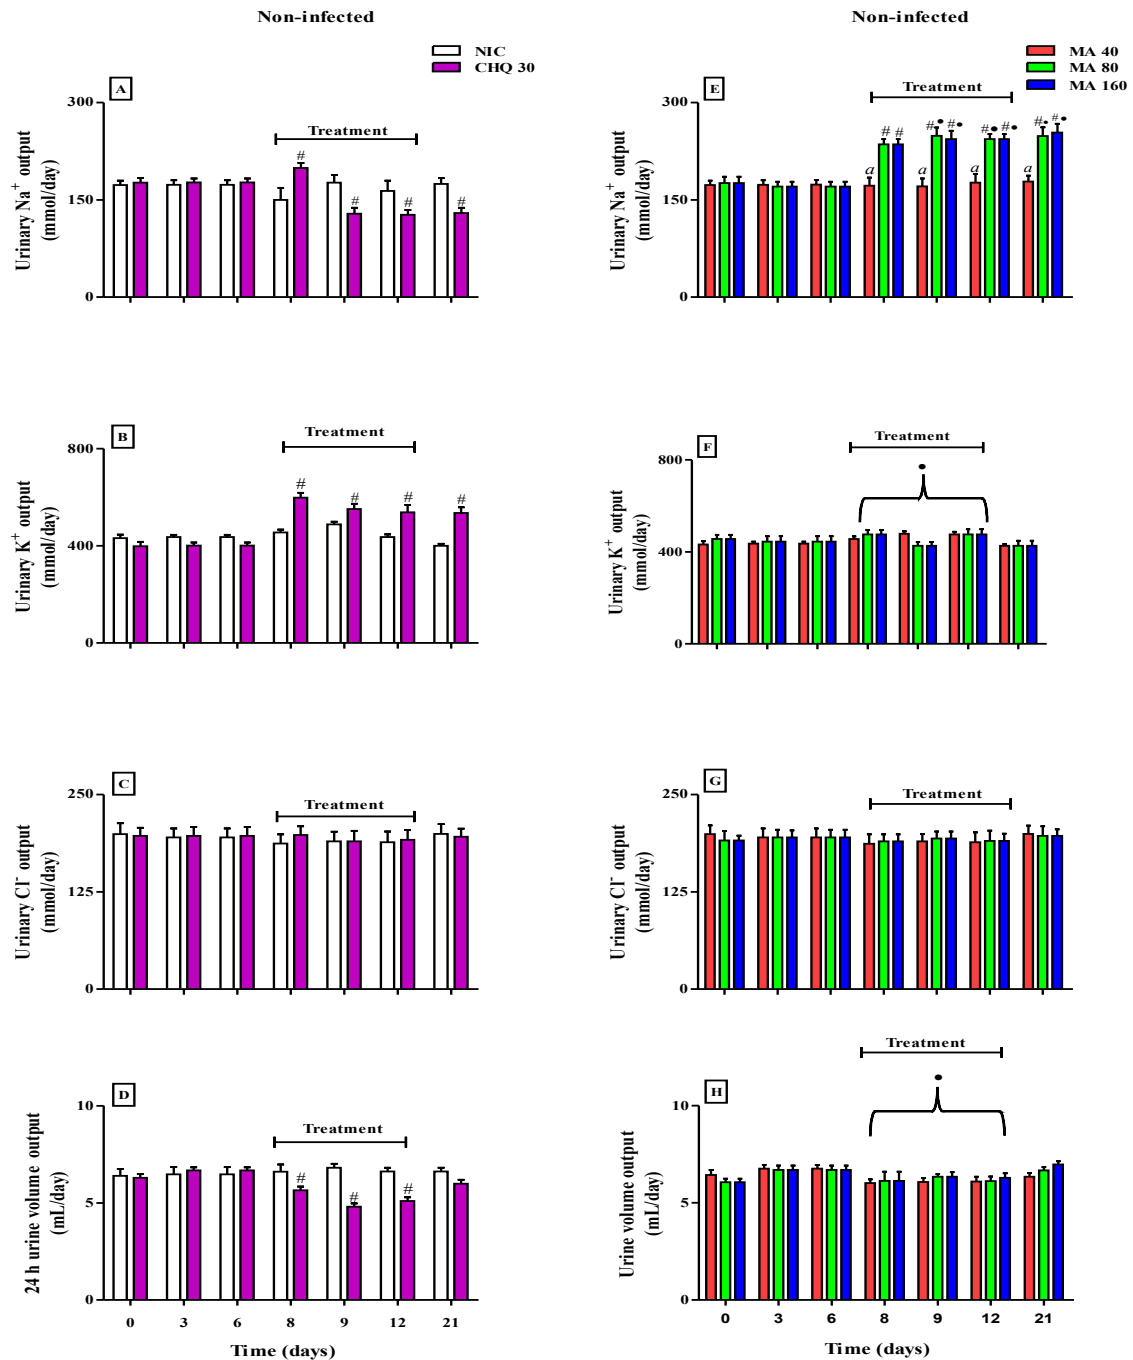 Non-infected
NIC
CHQ 30
A
Treatment
Urinary Na+ output
(mmol/day)
300
150
0
#
#
#
#
B
Treatment
Urinary K+ output
(mmol/day)
800
400
0
#
#
#
#
C
Treatment
Urinary Cl- output
(mmol/day)
250
125
0
D
Treatment
24 h urine volume output
(mL/day)
10
5
0
#
#
#
0 3 6 8 9 12 21
Time (days)
Non-infected
MA 40
MA 80
MA 160
E
Treatment
Urinary Na+ output
(mmol/day)
300
150
0
a # #
a #• #•
a #• #•
a #• #•
F
Treatment
•
Urinary K+ output
(mmol/day)
800
400
0
G
Treatment
Urinary Cl- output
(mmol/day)
250
125
0
H
Treatment
•
Urine volume output
(mL/day)
10
5
0
0 3 6 8 9 12 21
Time (days)